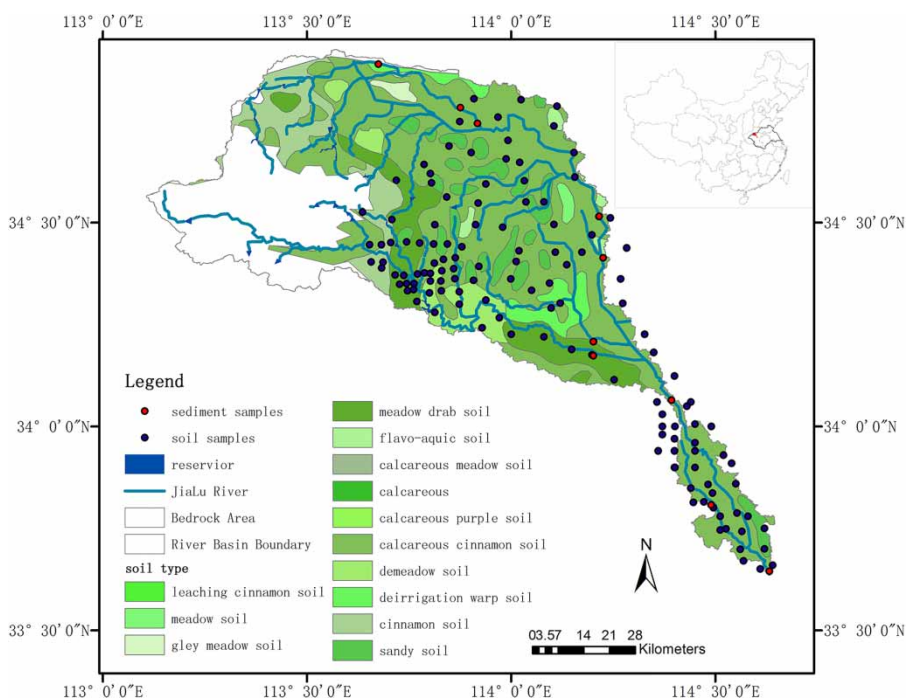 113° 0′0″E 113° 30′0″E 114° 0′0″E 114° 30′0″E
34° 30′0″N 34° 30′0″N
34° 0′0″N 34° 0′0″N
33° 30′0″N 33° 30′0″N
Legend
sediment samples
soil samples
reservior
JiaLu River
Bedrock Area
River Basin Boundary
soil type
leaching cinnamon soil
meadow soil
gley meadow soil
meadow drab soil
flavo-aquic soil
calcareous meadow soil
calcareous
calcareous purple soil
calcareous cinnamon soil
demeadow soil
deirrigation warp soil
cinnamon soil
sandy soil
N
03.57 14 21 28
Kilometers
113° 0′0″E 113° 30′0″E 114° 0′0″E 114° 30′0″E